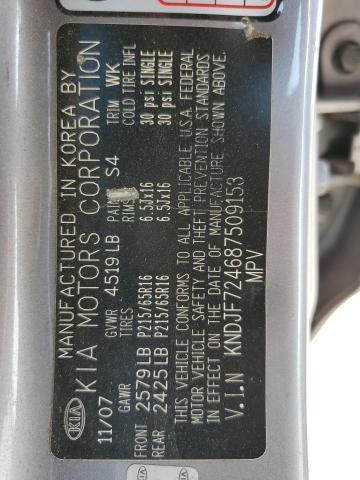 KIA
MANUFACTURED IN KOREA BY
KIA MOTORS CORPORATION
11/07 GVWR 4519 LB PAINT S4 TRIM WK
GAWR TIRES RIMS COLD TIRE INFL
FRONT 2579 LB P215/65R16 6.5Jx16 30 psi SINGLE
REAR 2425 LB P215/65R16 6.5Jx16 30 psi SINGLE
THIS VEHICLE CONFORMS TO ALL APPLICABLE U.S.A. FEDERAL
MOTOR VEHICLE SAFETY AND THEFT PREVENTION STANDARDS
IN EFFECT ON THE DATE OF MANUFACTURE SHOWN ABOVE.
V.I.N KNDJF724687509153
MPV
KIA